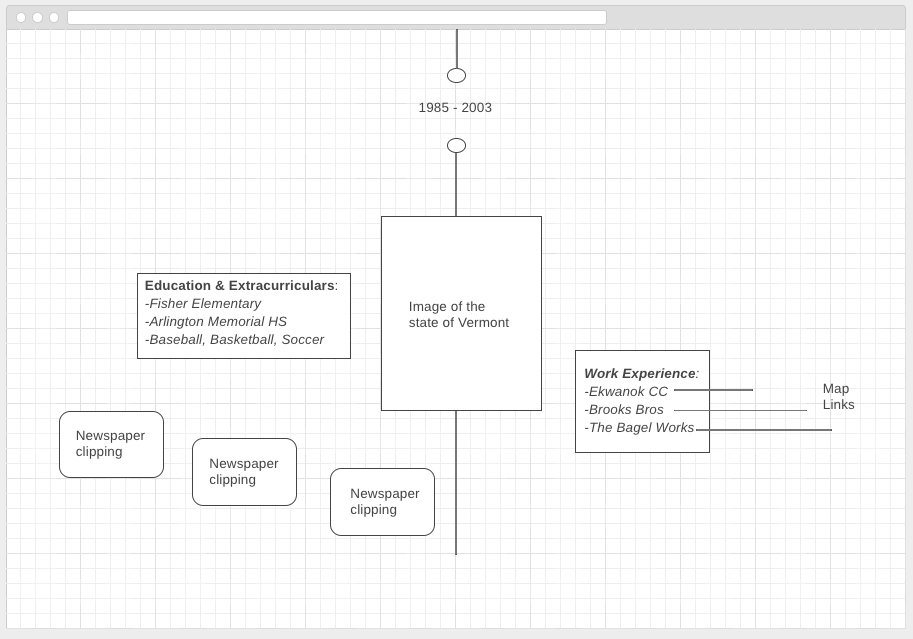 1985 - 2003
Image of the
state of Vermont
Education & Extracurriculars:
-Fisher Elementary
-Arlington Memorial HS
-Baseball, Basketball, Soccer
Work Experience:
-Ekwanok CC
-Brooks Bros
-The Bagel Works
Map
Links
Newspaper
clipping
Newspaper
clipping
Newspaper
clipping